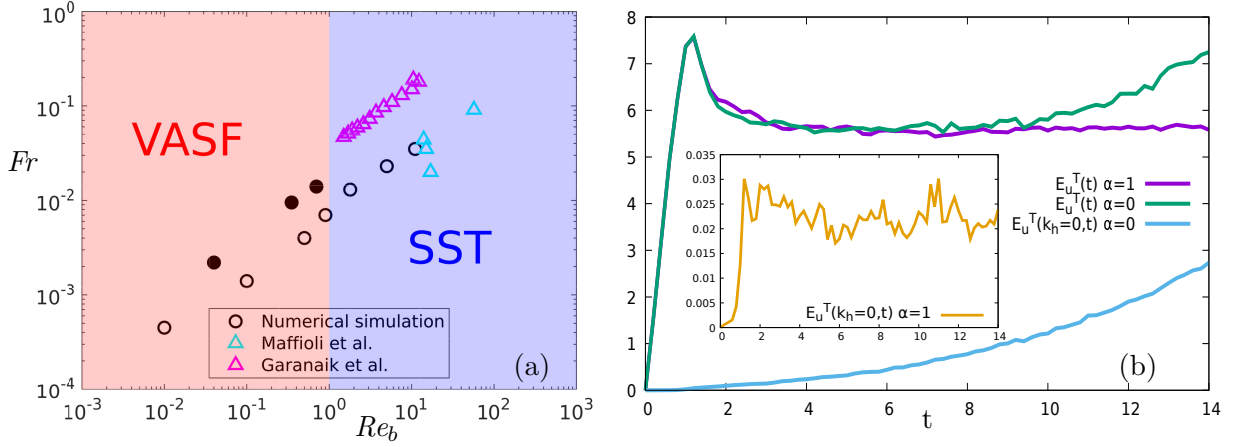 10^0
10^-1
10^-2
10^-3
10^-4
Fr
VASF
SST
Numerical simulation
Maffioli et al.
Garanaik et al.
(a)
10^-3
10^-2
10^-1
10^0
10^1
10^2
10^3
Re_b
8
7
6
5
4
3
2
1
0
0.035
0.03
0.025
0.02
0.015
0.01
0.005
0
0 2 4 6 8 10 12 14
E_u^T(k_h=0,t) α=1
E_u^T(t) α=1
E_u^T(t) α=0
E_u^T(k_h=0,t) α=0
(b)
0 2 4 6 8 10 12 14
t